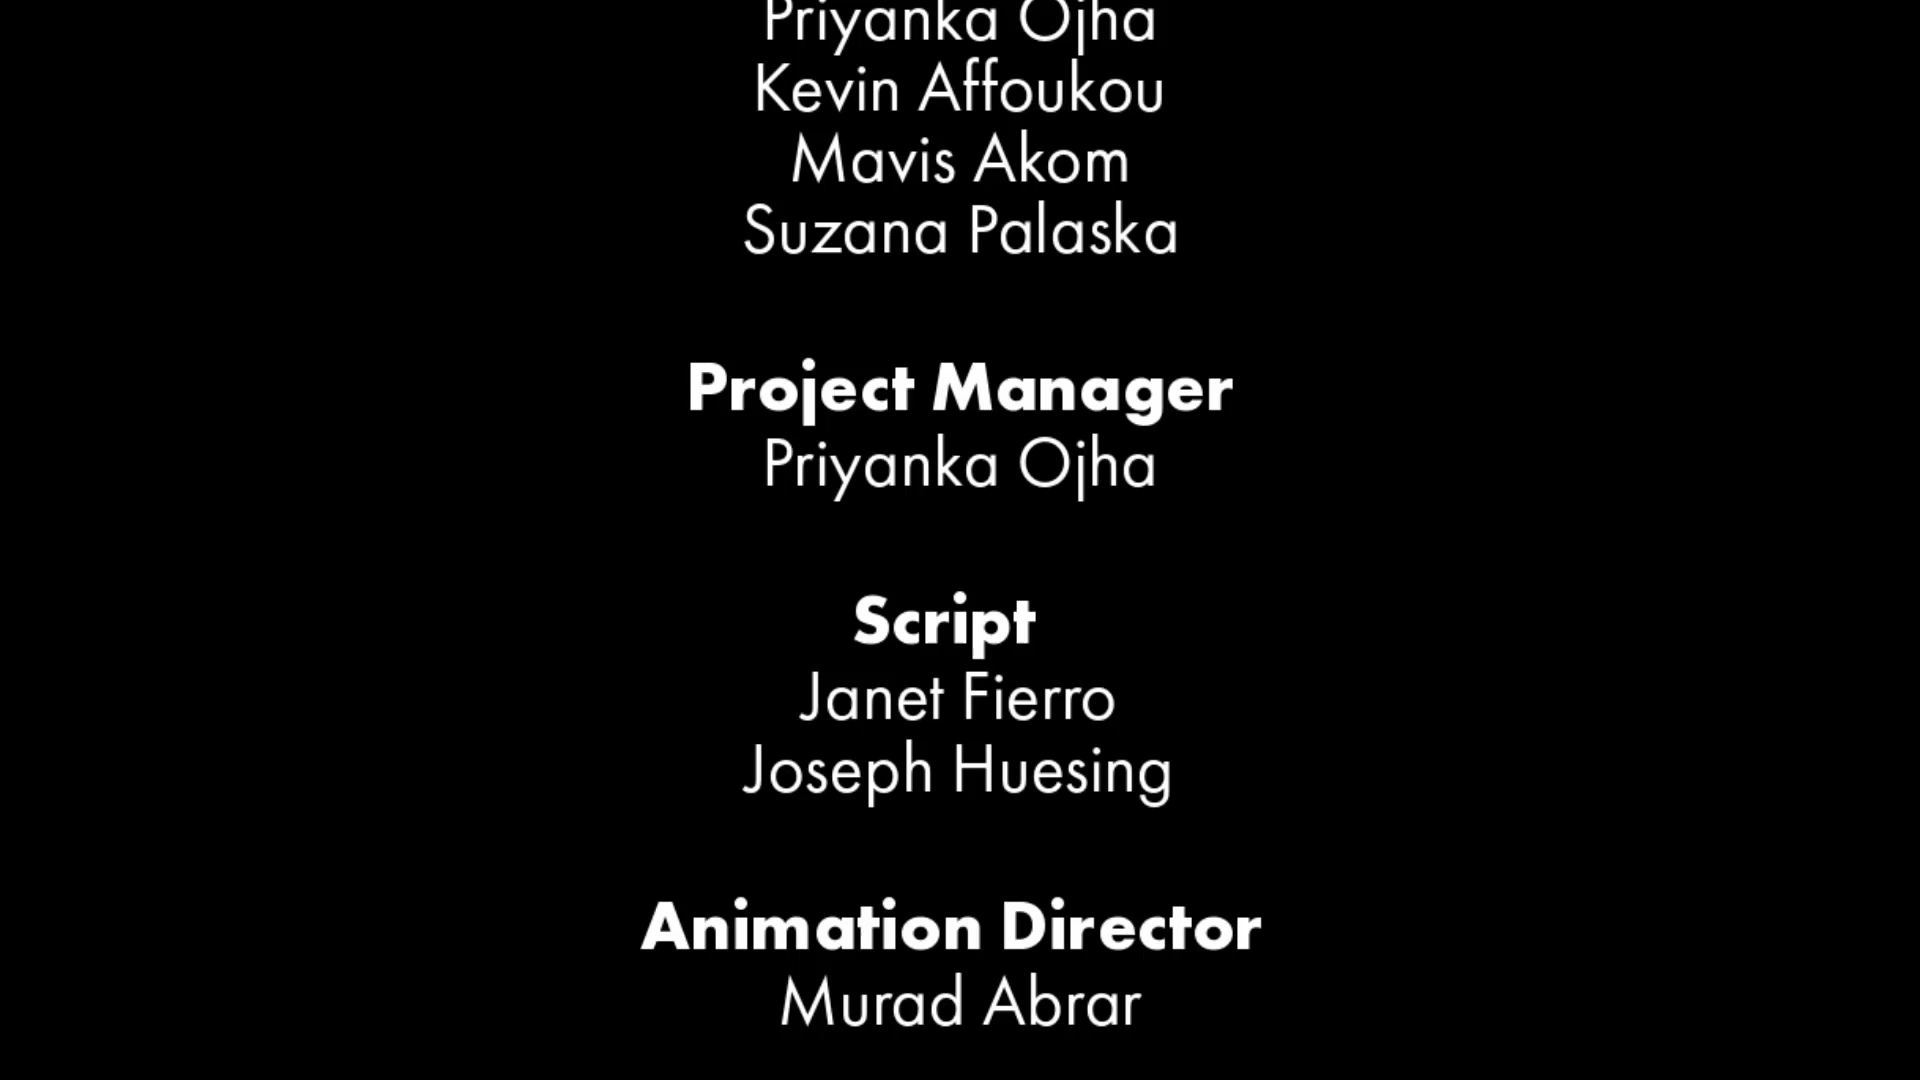 Priyanka Ojha
Kevin Affoukou
Mavis Akom
Suzana Palaska
Project Manager
Priyanka Ojha
Script
Janet Fierro
Joseph Huesing
Animation Director
Murad Abrar